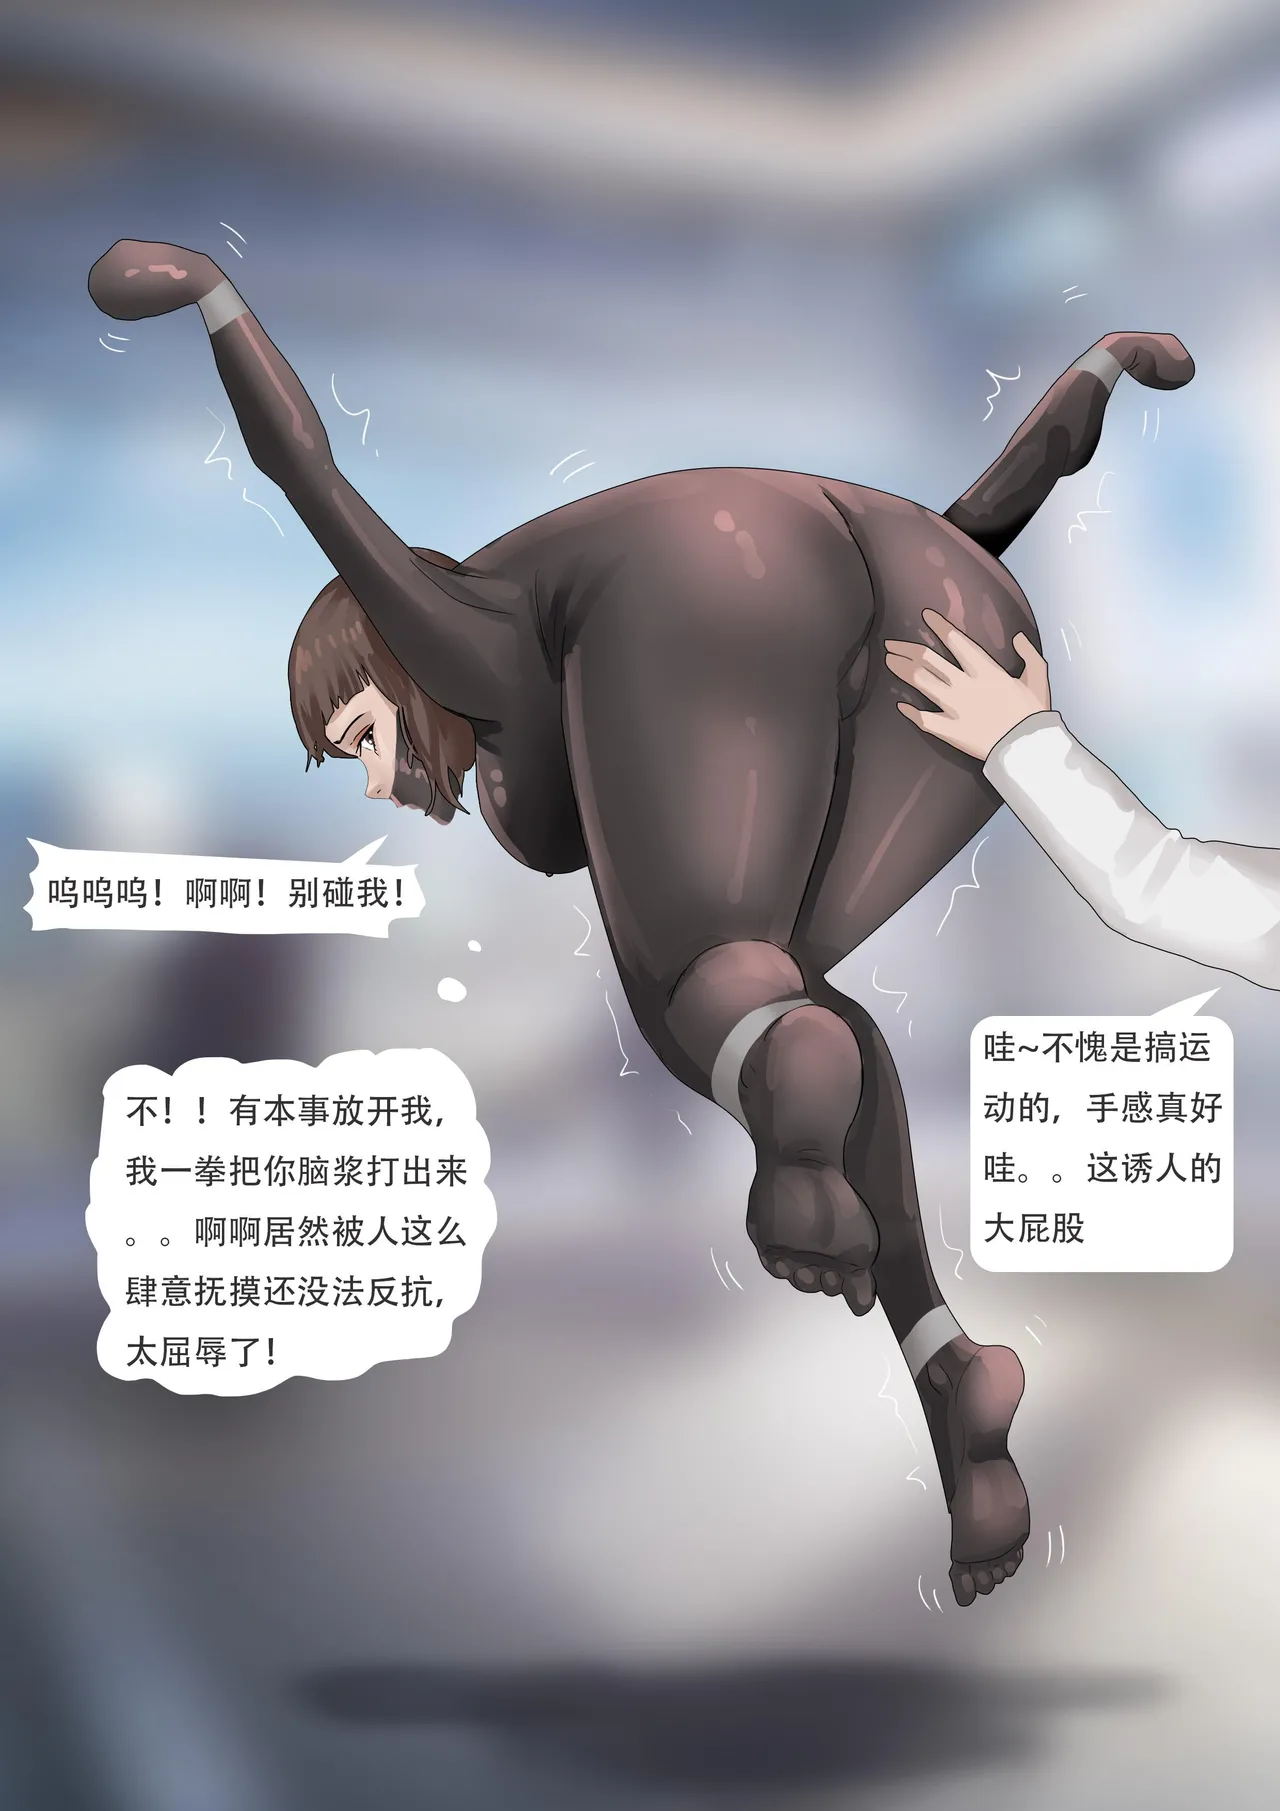 呜呜呜！啊啊！别碰我！
不！！有本事放开我，
我一拳把你脑浆打出来
。。啊啊居然被人这么
肆意抚摸还没法反抗，
太屈辱了！
哇~不愧是搞运
动的，手感真好
哇。。这诱人的
大屁股